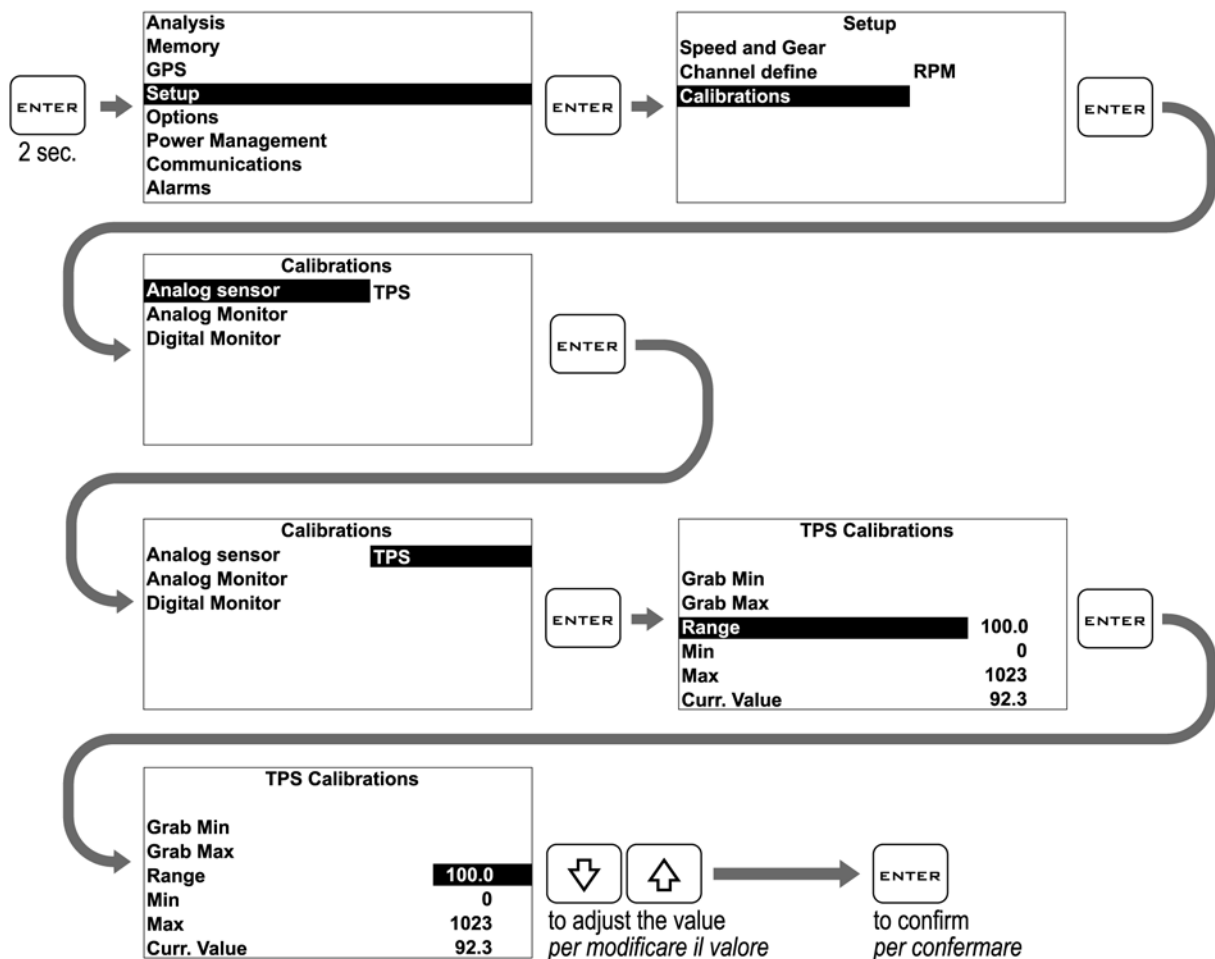 ENTER
2 sec.
Analysis
Memory
GPS
Setup
Options
Power Management
Communications
Alarms
ENTER
Setup
Speed and Gear
Channel define RPM
Calibrations
ENTER
Calibrations
Analog sensor TPS
Analog Monitor
Digital Monitor
ENTER
Calibrations
Analog sensor TPS
Analog Monitor
Digital Monitor
ENTER
TPS Calibrations
Grab Min
Grab Max
Range 100.0
Min 0
Max 1023
Curr. Value 92.3
ENTER
TPS Calibrations
Grab Min
Grab Max
Range 100.0
Min 0
Max 1023
Curr. Value 92.3
to adjust the value
per modificare il valore
ENTER
to confirm
per confermare